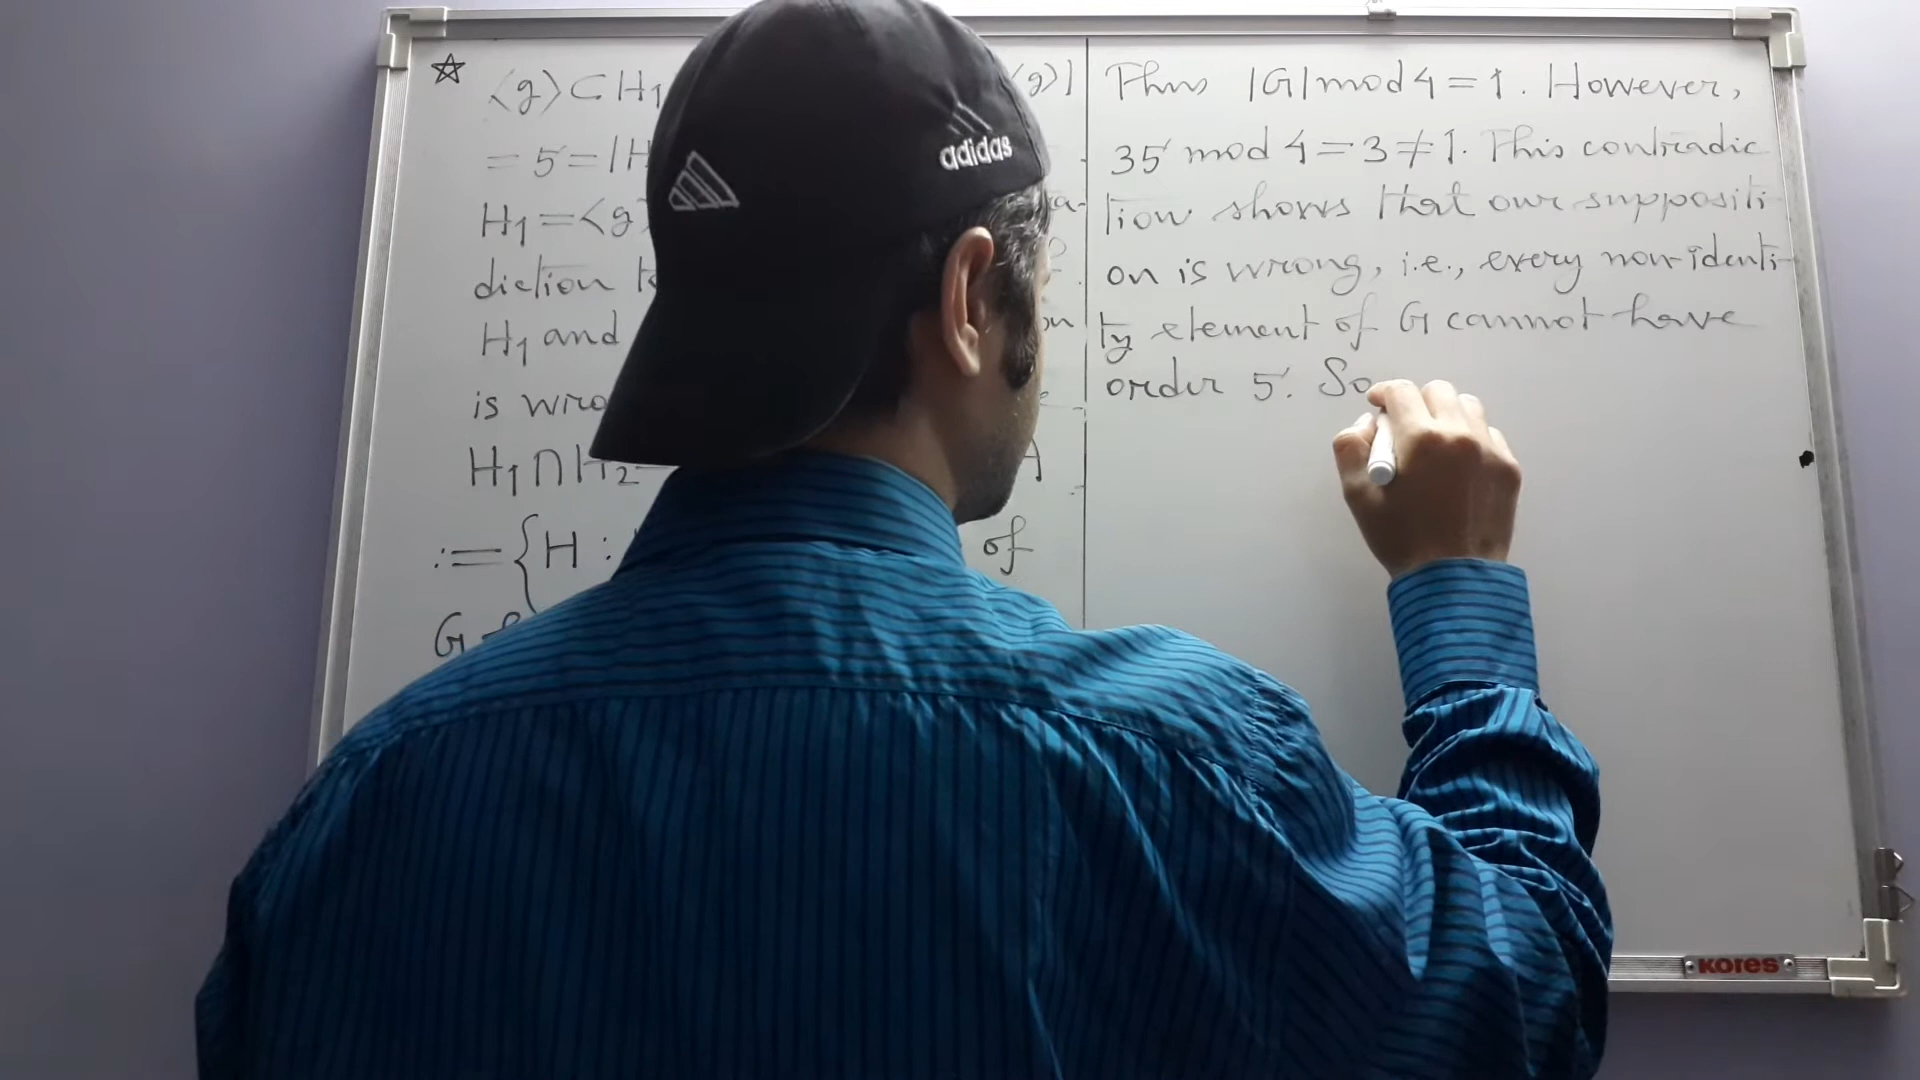 ⟨g⟩ ⊂ H1 g⟩|
= 5 = |H
H1 = ⟨g⟩
diction
H1 and on
is wro
H1 ∩ H2
:= { H : of
G
Thus |G| mod 4 = 1. However,
35 mod 4 = 3 ≠ 1. This contradic
tion shows that our suppositi
on is wrong, i.e., every non-identi-
ty element of G cannot have
order 5. So
adidas
KORES